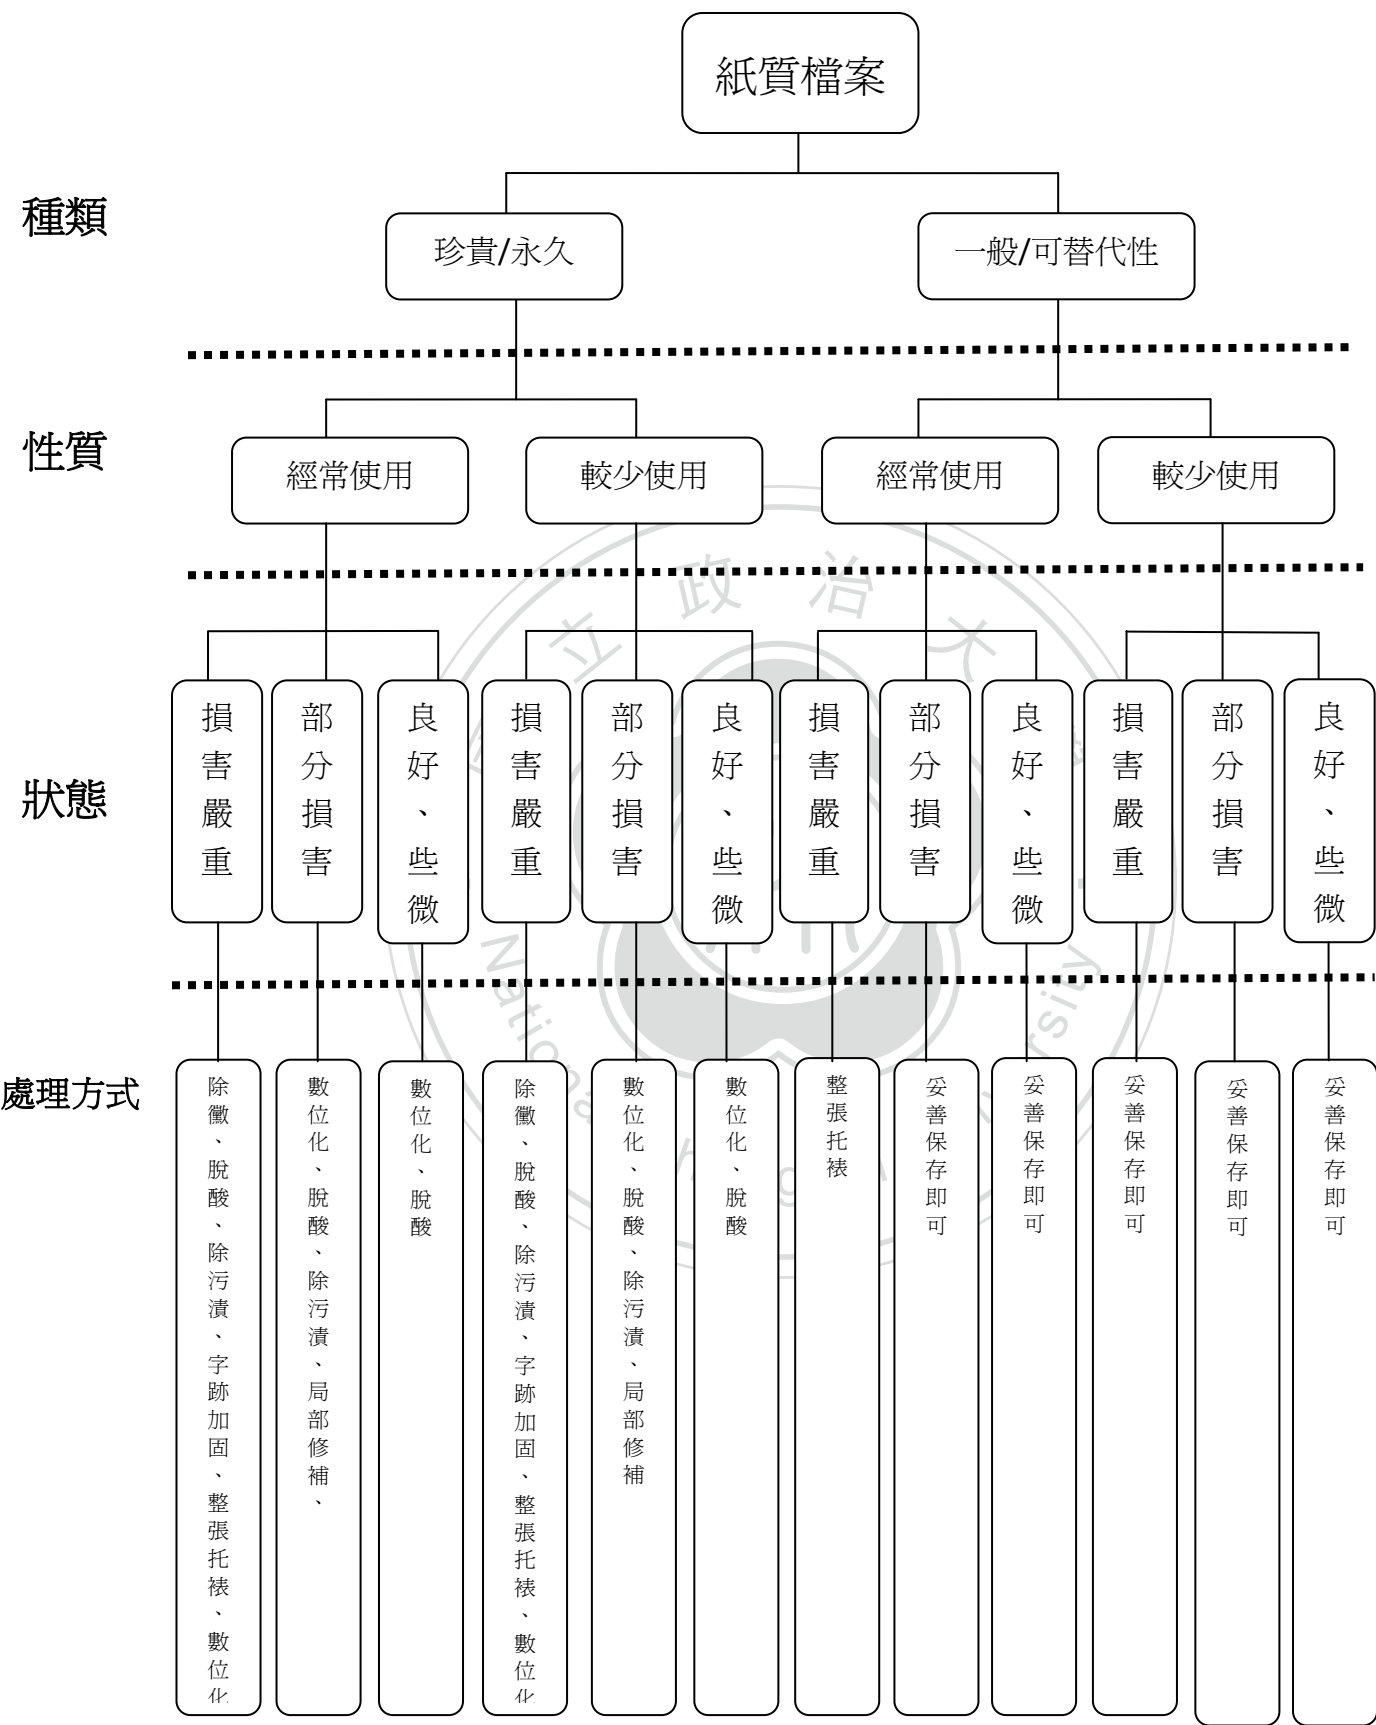 紙質檔案
種類
珍貴/永久
一般/可替代性
性質
經常使用
較少使用
經常使用
較少使用
狀態
損害嚴重
部分損害
良好、些微
損害嚴重
部分損害
良好、些微
損害嚴重
部分損害
良好、些微
損害嚴重
部分損害
良好、些微
處理方式
除黴、脫酸、除污漬、字跡加固、整張托裱、數位化
數位化、脫酸、除污漬、局部修補、
數位化、脫酸
除黴、脫酸、除污漬、字跡加固、整張托裱、數位化
數位化、脫酸、除污漬、局部修補
數位化、脫酸
整張托裱
妥善保存即可
妥善保存即可
妥善保存即可
妥善保存即可
妥善保存即可
立政治大